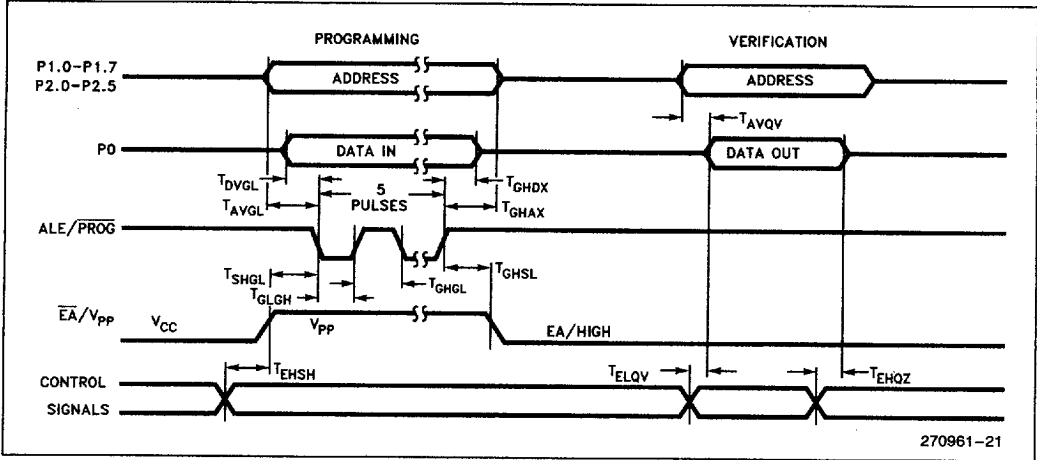 PROGRAMMING
VERIFICATION
P1.0–P1.7
P2.0–P2.5
ADDRESS
ADDRESS
TAVQV
P0
DATA IN
DATA OUT
TDVGL
5
PULSES
TGHDX
TAVGL
TGHAX
ALE/PROG
TSHGL
TGHSL
TGLGH
TGHGL
EA/VPP
VCC
VPP
EA/HIGH
TEHSH
TELQV
TEHQZ
CONTROL
SIGNALS
270961–21